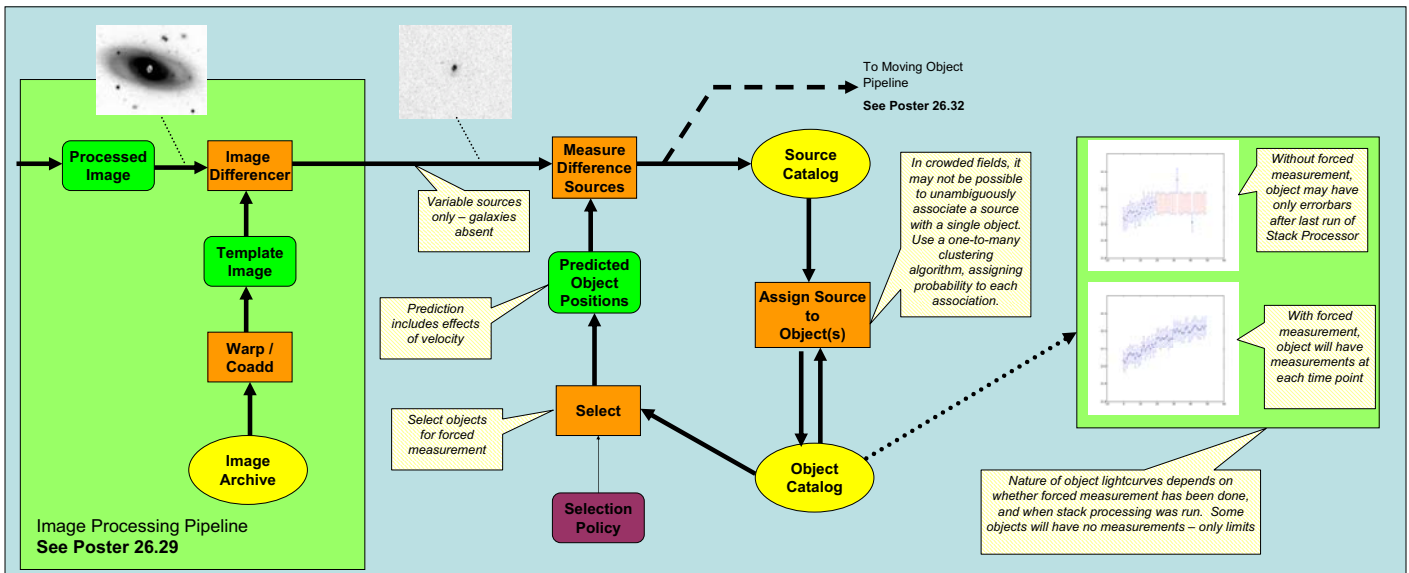 To Moving Object
Pipeline
See Poster 26.32
Processed
Image
Image
Differencer
Measure
Difference
Sources
Source
Catalog
In crowded fields, it
may not be possible
to unambiguously
associate a source
with a single object.
Use a one-to-many
clustering
algorithm, assigning
probability to each
association.
Without forced
measurement,
object may have
only errorbars
after last run of
Stack Processor
Variable sources
only – galaxies
absent
Template
Image
Predicted
Object
Positions
Prediction
includes effects
of velocity
Assign Source
to
Object(s)
With forced
measurement,
object will have
measurements at
each time point
Warp /
Coadd
Select objects
for forced
measurement
Select
Image
Archive
Object
Catalog
Selection
Policy
Nature of object lightcurves depends on
whether forced measurement has been done,
and when stack processing was run. Some
objects will have no measurements – only limits
Image Processing Pipeline
See Poster 26.29